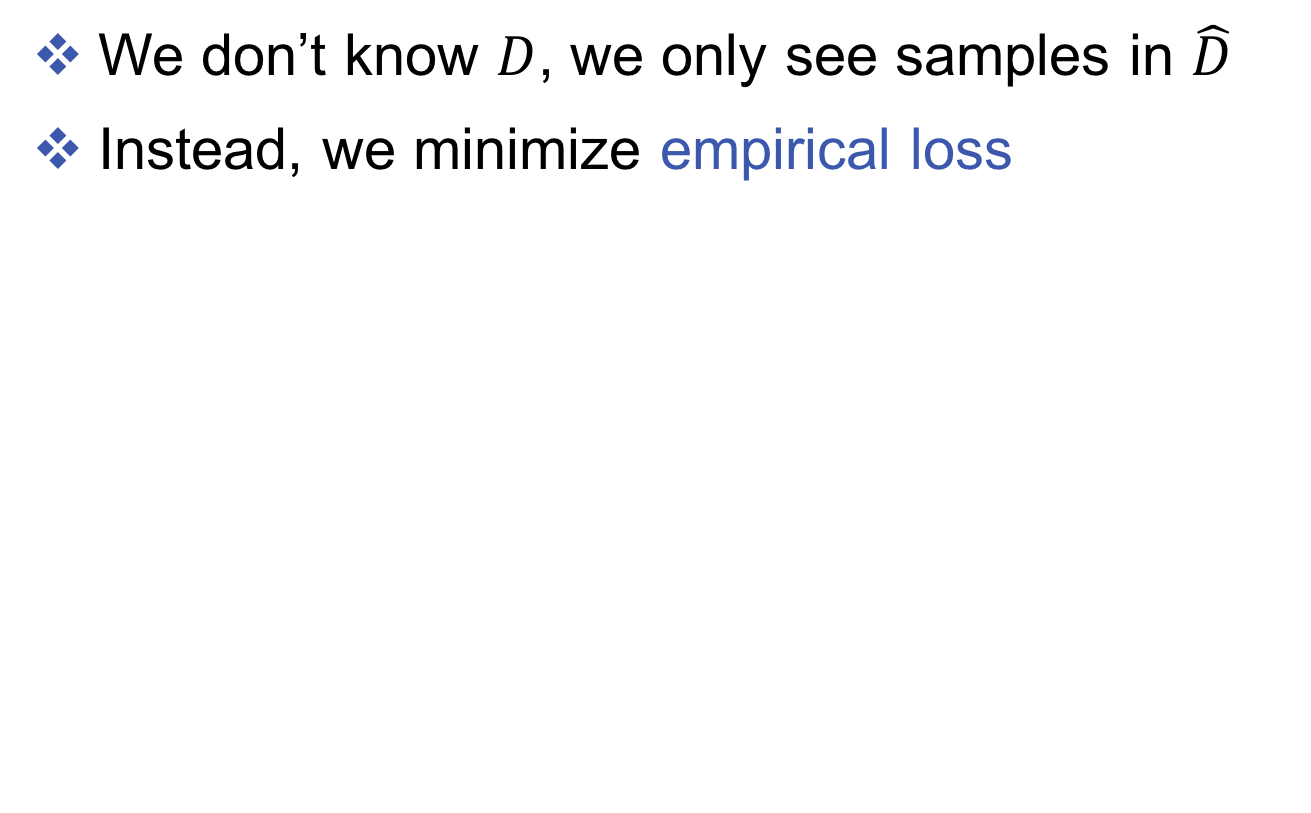 ❖ We don’t know 𝐷, we only see samples in 𝐷̂
❖ Instead, we minimize empirical loss